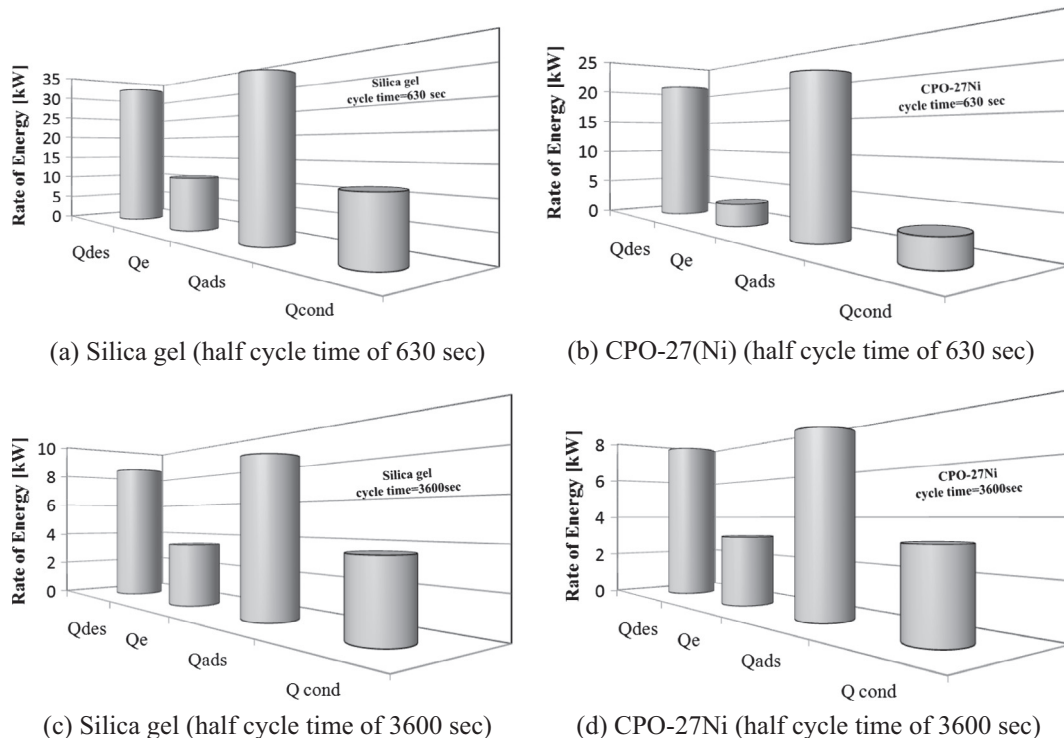 Rate of Energy [kW]
35
30
25
20
15
10
5
0
Silica gel
cycle time=630 sec
Qdes
Qe
Qads
Qcond
(a) Silica gel (half cycle time of 630 sec)
Rate of Energy [kW]
25
20
15
10
5
0
CPO-27Ni
cycle time=630 sec
Qdes
Qe
Qads
Qcond
(b) CPO-27(Ni) (half cycle time of 630 sec)
Rate of Energy [kW]
10
8
6
4
2
0
Silica gel
cycle time=3600sec
Qdes
Qe
Qads
Q cond
(c) Silica gel (half cycle time of 3600 sec)
Rate of Energy [kW]
8
6
4
2
0
CPO-27Ni
cycle time=3600sec
Qdes
Qe
Qads
Q cond
(d) CPO-27Ni (half cycle time of 3600 sec)